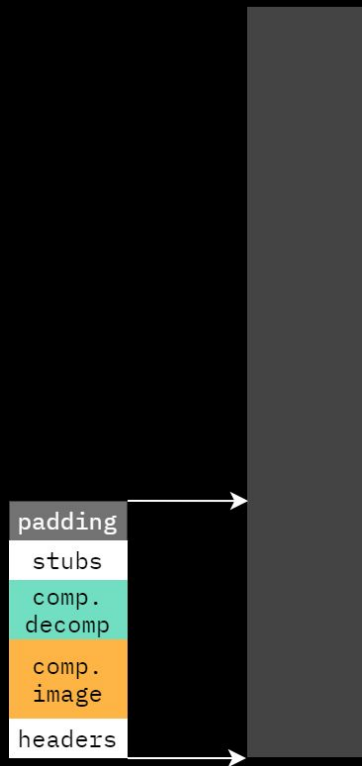 padding
stubs
comp.
decomp
comp.
image
headers